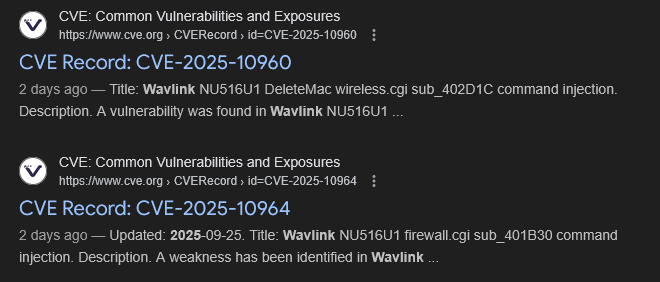 CVE: Common Vulnerabilities and Exposures
https://www.cve.org › CVERecord › id=CVE-2025-10960
CVE Record: CVE-2025-10960
2 days ago — Title: Wavlink NU516U1 DeleteMac wireless.cgi sub_402D1C command injection.
Description. A vulnerability was found in Wavlink NU516U1 ...
CVE: Common Vulnerabilities and Exposures
https://www.cve.org › CVERecord › id=CVE-2025-10964
CVE Record: CVE-2025-10964
2 days ago — Updated: 2025-09-25. Title: Wavlink NU516U1 firewall.cgi sub_401B30 command
injection. Description. A weakness has been identified in Wavlink ...